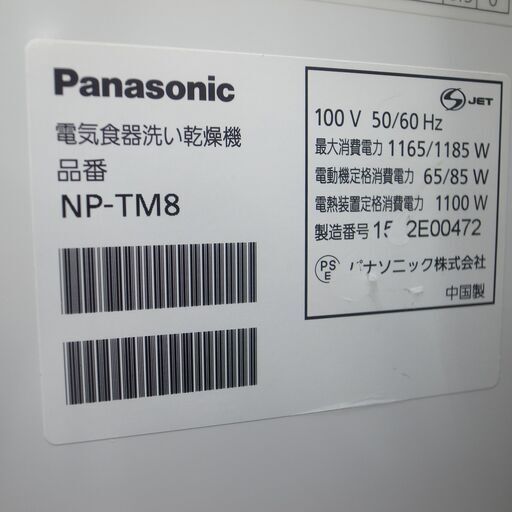 Panasonic
電気食器洗い乾燥機
品番
NP-TM8
JET
100 V 50/60 Hz
最大消費電力 1165/1185 W
電動機定格消費電力 65/85 W
電熱装置定格消費電力 1100 W
製造番号 2E00472
PS
E
パナソニック株式会社
中国製